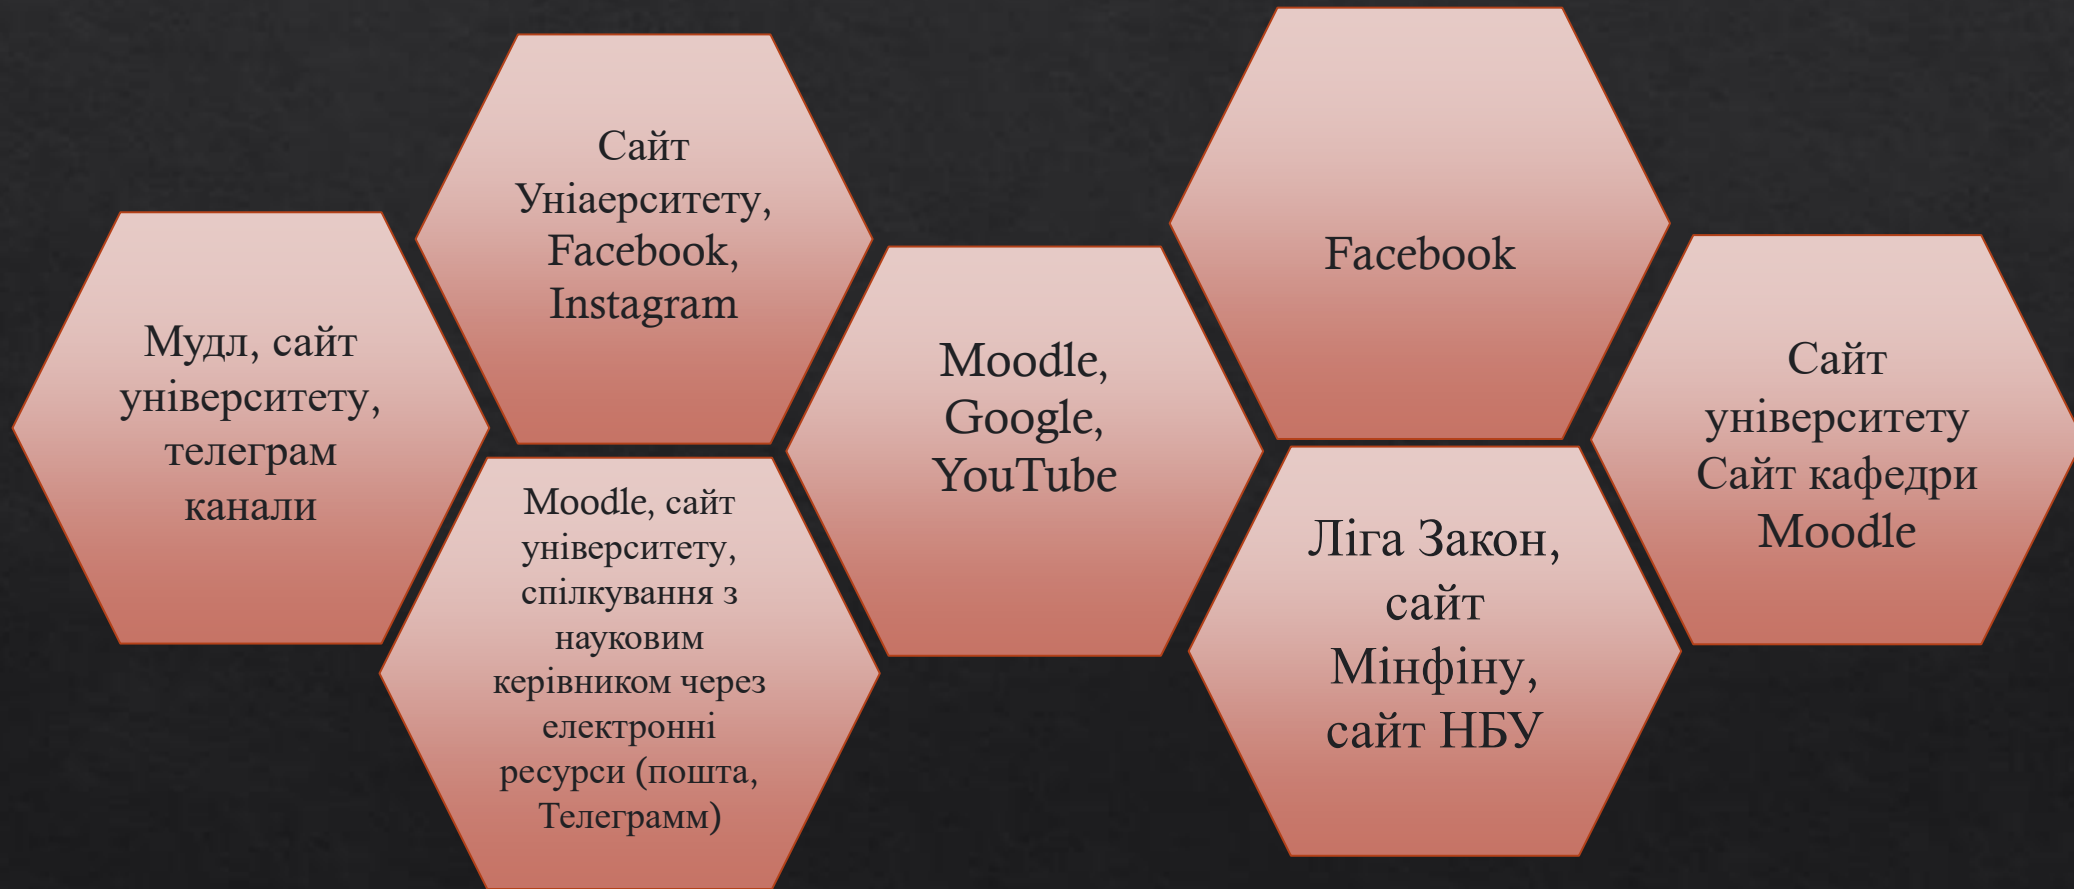 Мудл, сайт
університету,
телеграм
канали
Сайт
Уніаерситету,
Facebook,
Instagram
Moodle, сайт
університету,
спілкування з
науковим
керівником через
електронні
ресурси (пошта,
Телеграмм)
Moodle,
Google,
YouTube
Facebook
Ліга Закон,
сайт
Мінфіну,
сайт НБУ
Сайт
університету
Сайт кафедри
Moodle